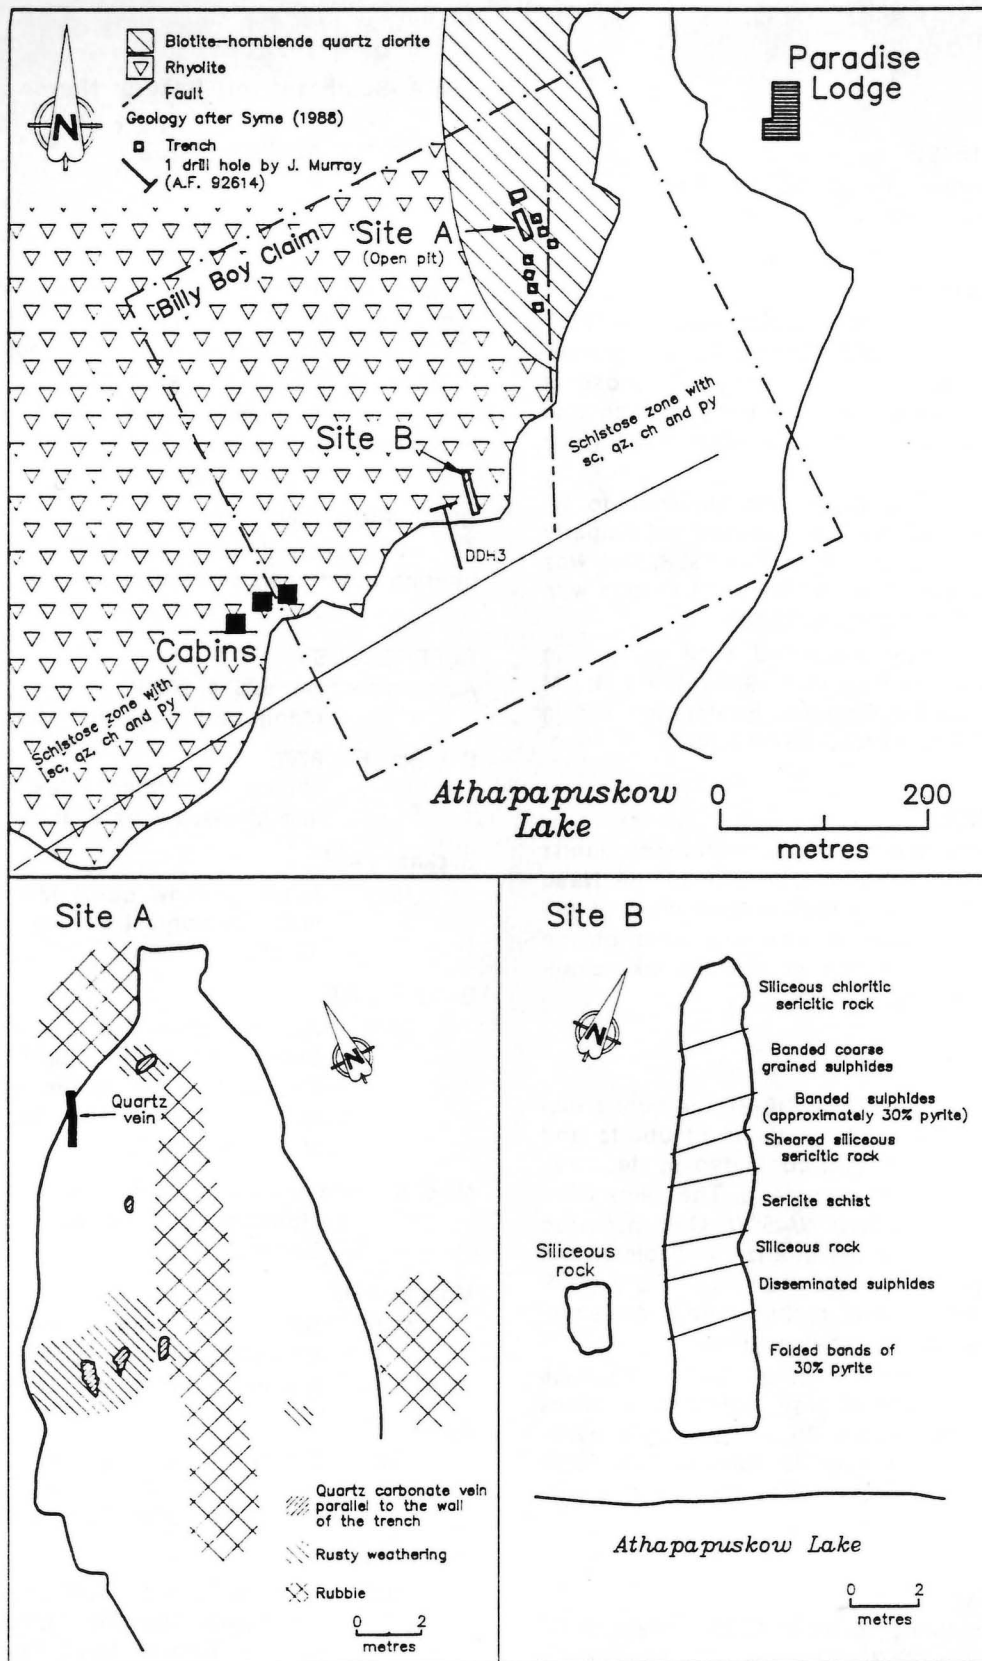 Biotite-hornblende quartz diorite
Rhyolite
Fault
Geology after Syme (1988)
Trench
1 drill hole by J. Murray
(A.F. 92614)
N
Paradise
Lodge
Site A
(Open pit)
Billy Boy Claim
Site B
Schistose zone with
sc, qz, ch and py
DDH3
Cabins
Schistose zone with
sc, qz, ch and py
Athapapuskow
Lake
0 200
metres
Site A
N
Quartz
vein
Quartz carbonate vein
parallel to the wall
of the trench
Rusty weathering
Rubble
0 2
metres
Site B
N
Siliceous chloritic
sericitic rock
Banded coarse
grained sulphides
Banded sulphides
(approximately 30% pyrite)
Sheared siliceous
sericitic rock
Sericite schist
Siliceous rock
Siliceous
rock
Disseminated sulphides
Folded bands of
30% pyrite
Athapapuskow Lake
0 2
metres